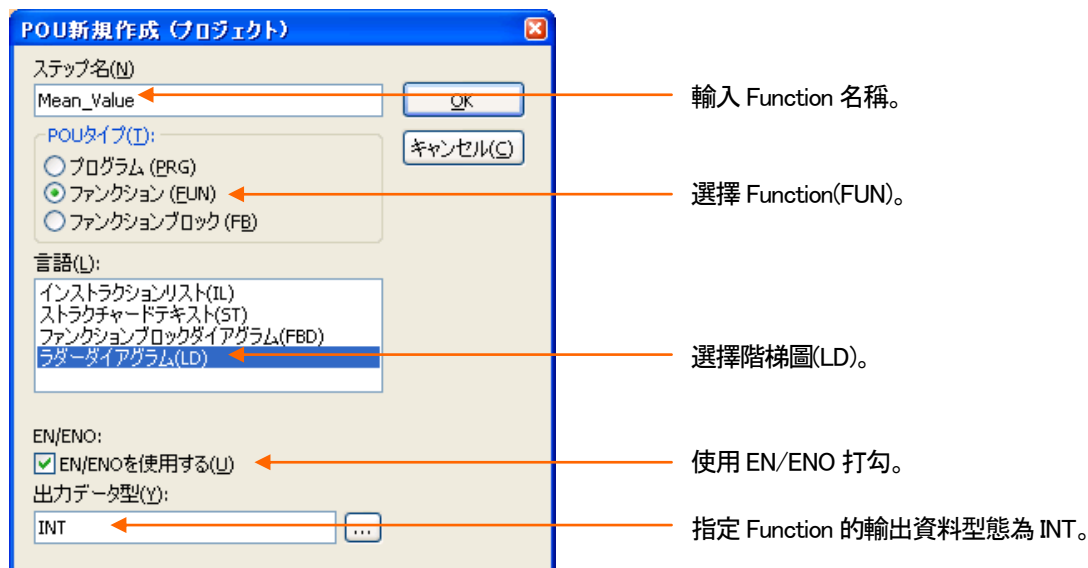 POU新規作成 (プロジェクト)
ステップ名(N)
Mean_Value
OK
キャンセル(C)
POUタイプ(T):
プログラム (PRG)
ファンクション (FUN)
ファンクションブロック (FB)
言語(L):
インストラクションリスト(IL)
ストラクチャードテキスト(ST)
ファンクションブロックダイアグラム(FBD)
ラダーダイアグラム(LD)
EN/ENO:
EN/ENOを使用する(U)
出力データ型(Y):
INT
...
輸入 Function 名稱。
選擇 Function(FUN)。
選擇階梯圖(LD)。
使用 EN/ENO 打勾。
指定 Function 的輸出資料型態為 INT。